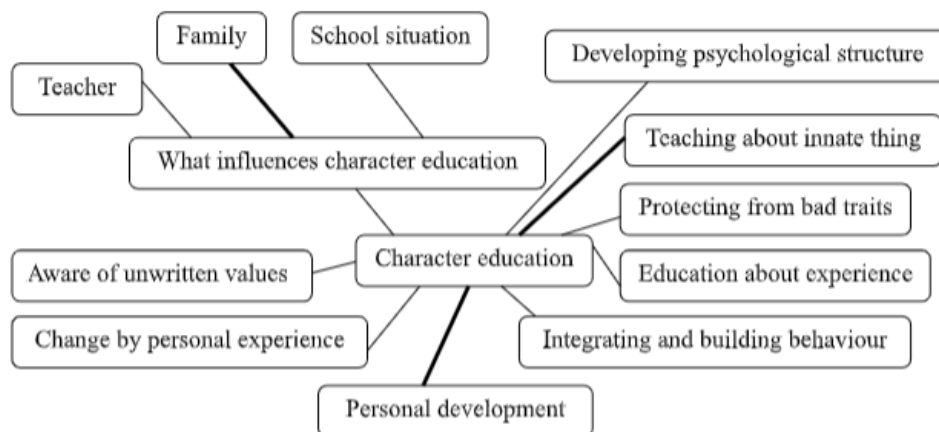 Family
School situation
Developing psychological structure
Teacher
Teaching about innate thing
What influences character education
Protecting from bad traits
Character education
Aware of unwritten values
Education about experience
Change by personal experience
Integrating and building behaviour
Personal development